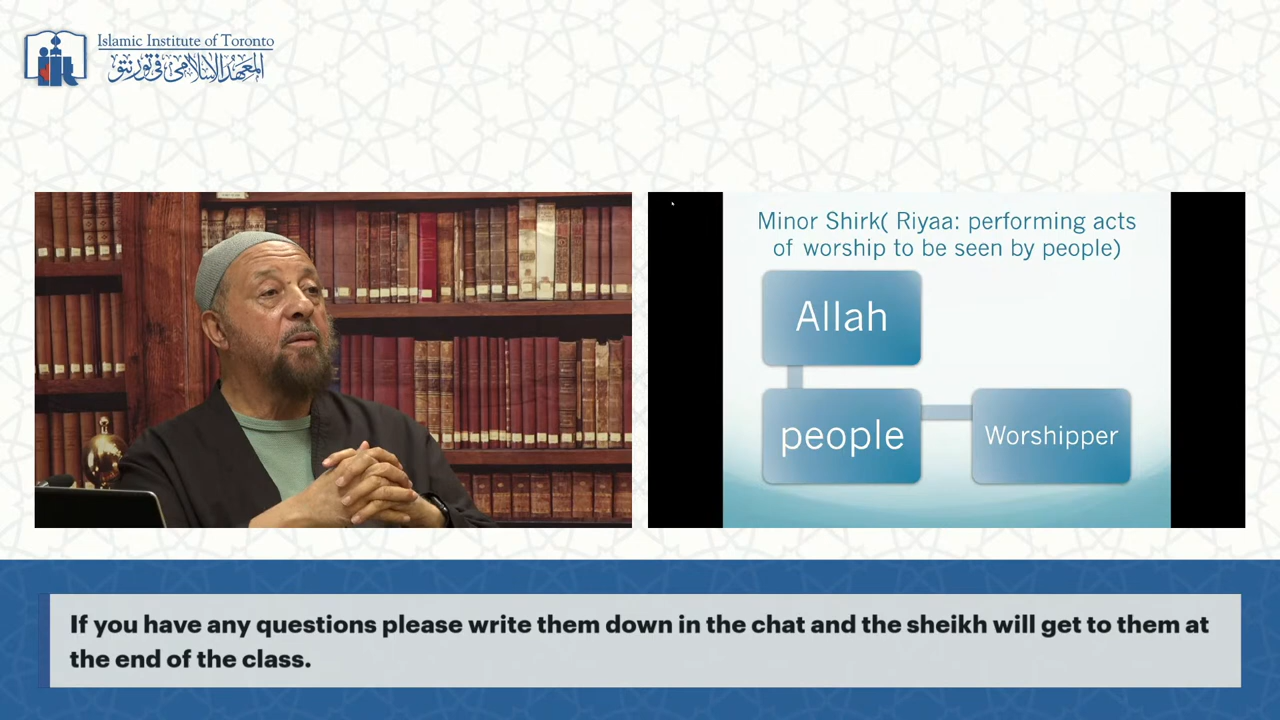 Islamic Institute of Toronto
المعهد الإسلامي في تورنتو
Minor Shirk( Riyaa: performing acts
of worship to be seen by people)
Allah
people
Worshipper
If you have any questions please write them down in the chat and the sheikh will get to them at
the end of the class.